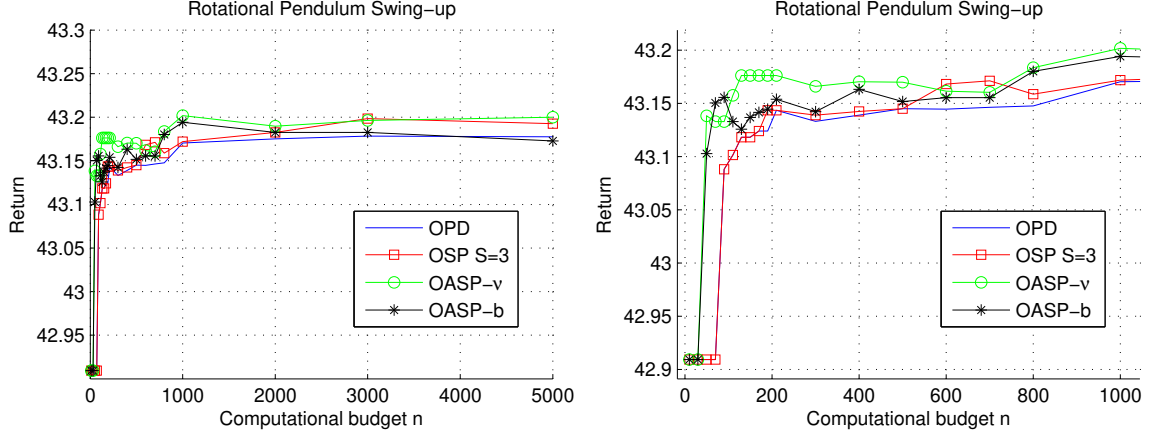 Rotational Pendulum Swing−up
43.3
43.25
43.2
43.15
43.1
43.05
43
42.95
Return
OPD
OSP S=3
OASP−ν
OASP−b
0 1000 2000 3000 4000 5000
Computational budget n
Rotational Pendulum Swing−up
43.2
43.15
43.1
43.05
43
42.95
42.9
Return
OPD
OSP S=3
OASP−ν
OASP−b
0 200 400 600 800 1000
Computational budget n